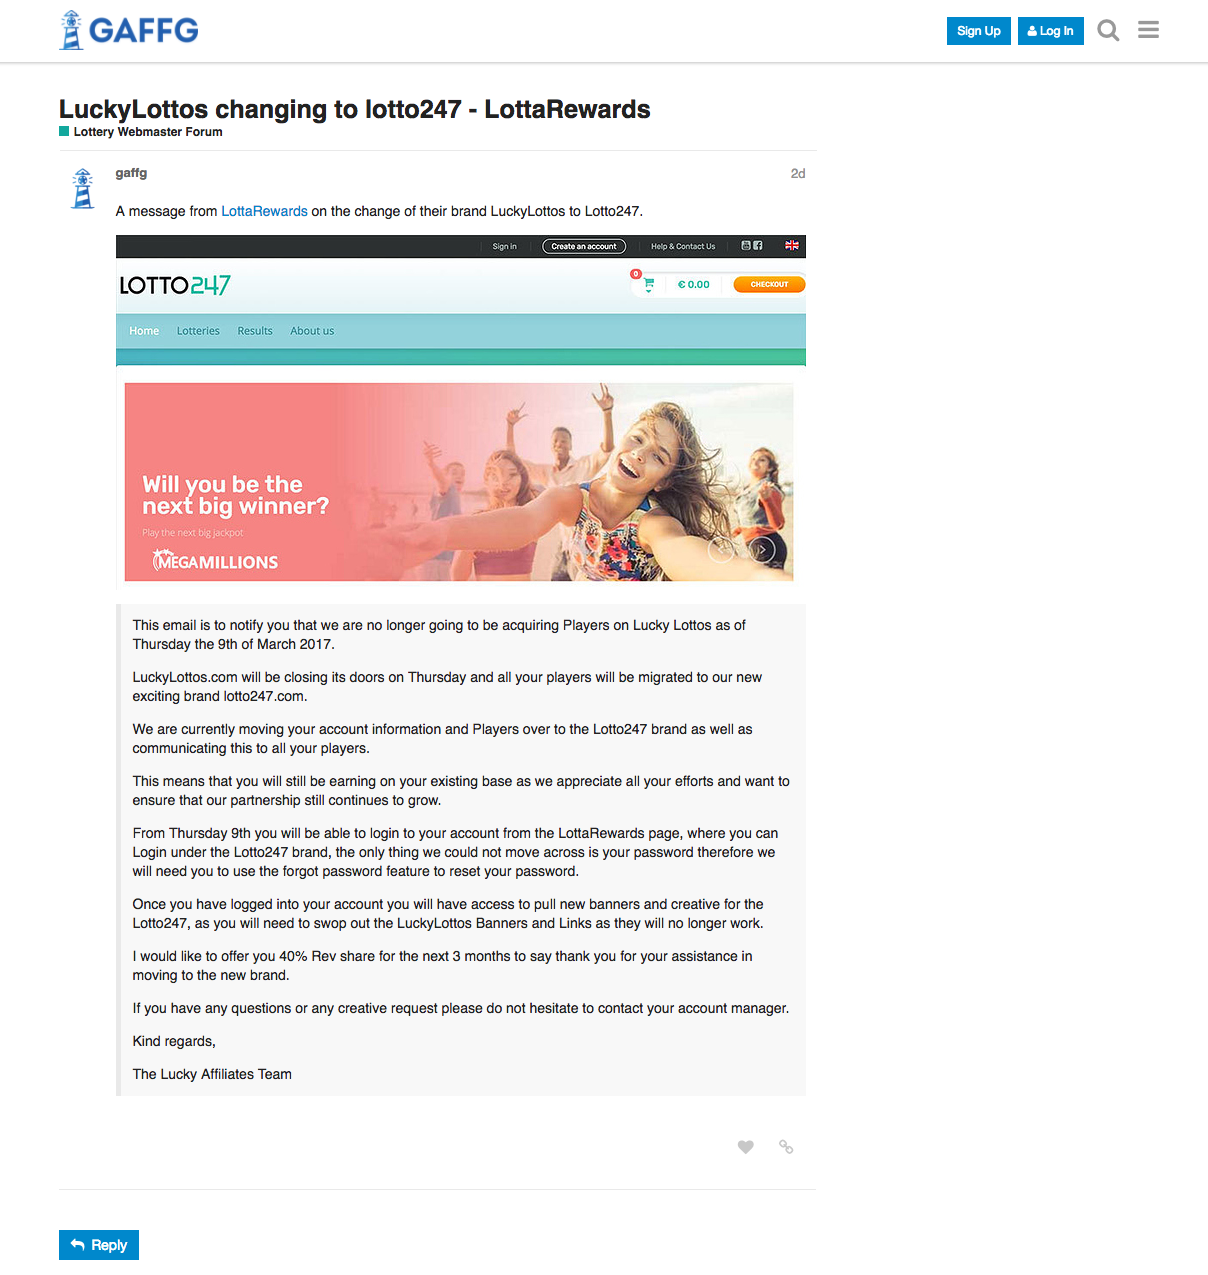 GAFFG
Sign Up
Log In
LuckyLottos changing to lotto247 - LottaRewards
Lottery Webmaster Forum
gaffg
2d
A message from LottaRewards on the change of their brand LuckyLottos to Lotto247.
Sign in
Create an account
Help & Contact Us
LOTTO247
0
€ 0.00
CHECKOUT
Home
Lotteries
Results
About us
Will you be the
next big winner?
Play the next big jackpot
MEGAMILLIONS
This email is to notify you that we are no longer going to be acquiring Players on Lucky Lottos as of
Thursday the 9th of March 2017.
LuckyLottos.com will be closing its doors on Thursday and all your players will be migrated to our new
exciting brand lotto247.com.
We are currently moving your account information and Players over to the Lotto247 brand as well as
communicating this to all your players.
This means that you will still be earning on your existing base as we appreciate all your efforts and want to
ensure that our partnership still continues to grow.
From Thursday 9th you will be able to login to your account from the LottaRewards page, where you can
Login under the Lotto247 brand, the only thing we could not move across is your password therefore we
will need you to use the forgot password feature to reset your password.
Once you have logged into your account you will have access to pull new banners and creative for the
Lotto247, as you will need to swop out the LuckyLottos Banners and Links as they will no longer work.
I would like to offer you 40% Rev share for the next 3 months to say thank you for your assistance in
moving to the new brand.
If you have any questions or any creative request please do not hesitate to contact your account manager.
Kind regards,
The Lucky Affiliates Team
Reply